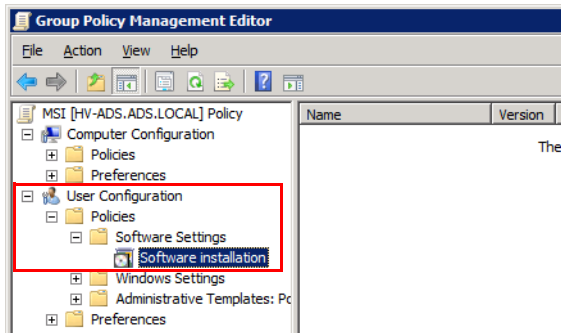 Group Policy Management Editor
File Action View Help
MSI [HV-ADS.ADS.LOCAL] Policy
Name Version
Computer Configuration
The
Policies
Preferences
User Configuration
Policies
Software Settings
Software installation
Windows Settings
Administrative Templates: Po
Preferences